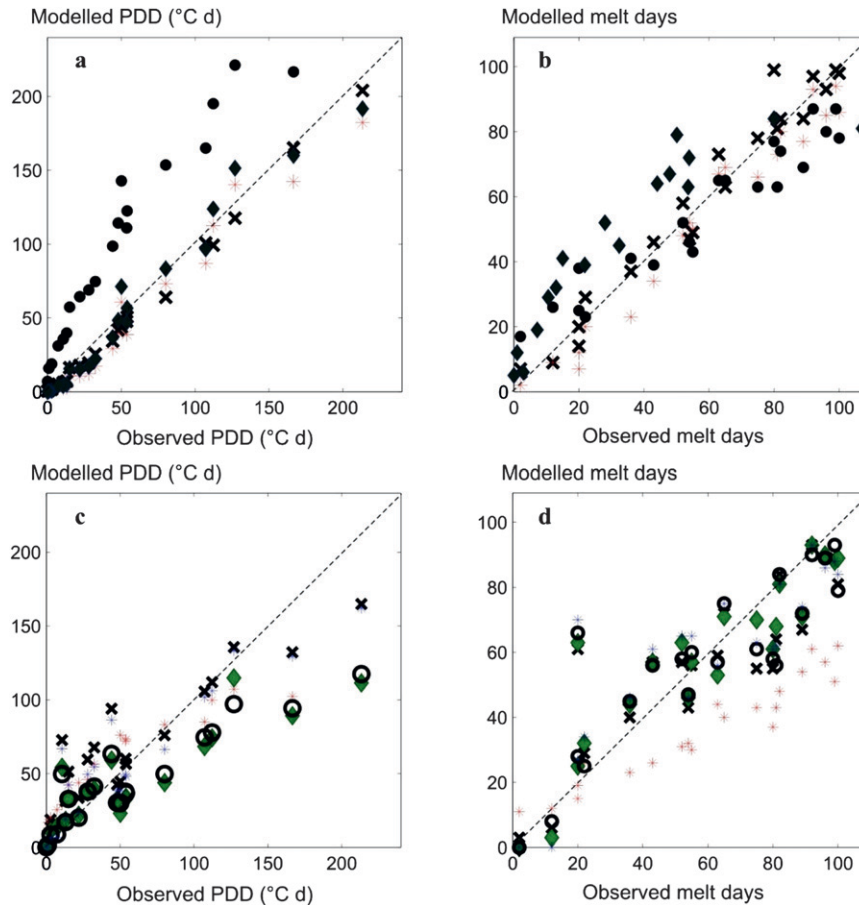 Modelled PDD (°C d)
Modelled melt days
a
b
200
150
100
50
0
100
80
60
40
20
0
0 50 100 150 200
0 20 40 60 80 100
Observed PDD (°C d)
Observed melt days
Modelled PDD (°C d)
Modelled melt days
c
d
200
150
100
50
0
100
80
60
40
20
0
0 50 100 150 200
0 20 40 60 80 100
Observed PDD (°C d)
Observed melt days